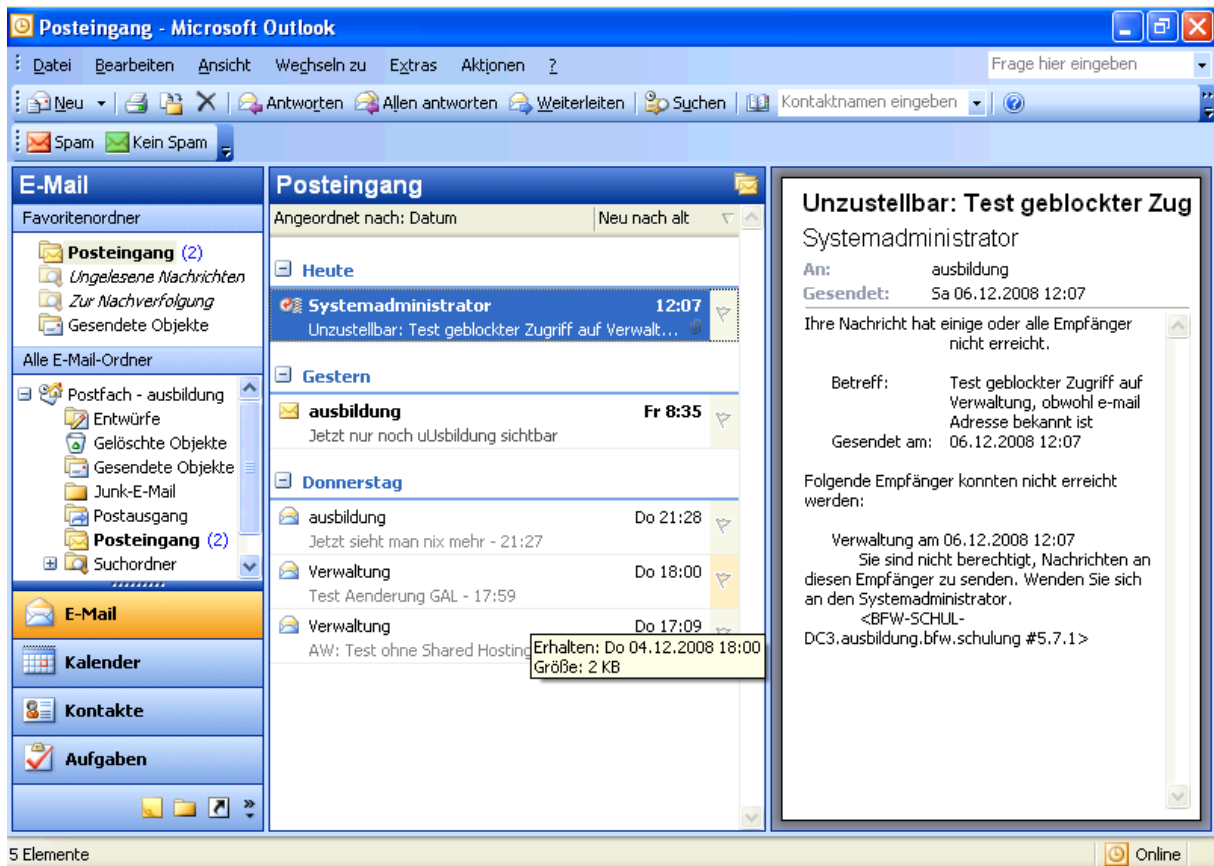 Posteingang - Microsoft Outlook
Datei Bearbeiten Ansicht Wechseln zu Extras Aktionen ? Frage hier eingeben
Neu Antworten Allen antworten Weiterleiten Suchen Kontaktnamen eingeben
Spam Kein Spam
E-Mail
Favoritenordner
Posteingang (2)
Ungelesene Nachrichten
Zur Nachverfolgung
Gesendete Objekte
Alle E-Mail-Ordner
Postfach - ausbildung
Entwürfe
Gelöschte Objekte
Gesendete Objekte
Junk-E-Mail
Postausgang
Posteingang (2)
Suchordner
E-Mail
Kalender
Kontakte
Aufgaben
Posteingang
Angeordnet nach: Datum Neu nach alt
Heute
Systemadministrator 12:07
Unzustellbar: Test geblockter Zugriff auf Verwalt...
Gestern
ausbildung Fr 8:35
Jetzt nur noch uUsbildung sichtbar
Donnerstag
ausbildung Do 21:28
Jetzt sieht man nix mehr - 21:27
Verwaltung Do 18:00
Test Aenderung GAL - 17:59
Verwaltung Do 17:09
AW: Test ohne Shared Hosting
Erhalten: Do 04.12.2008 18:00
Größe: 2 KB
Unzustellbar: Test geblockter Zug
Systemadministrator
An: ausbildung
Gesendet: Sa 06.12.2008 12:07
Ihre Nachricht hat einige oder alle Empfänger
nicht erreicht.
Betreff: Test geblockter Zugriff auf
Verwaltung, obwohl e-mail
Adresse bekannt ist
Gesendet am: 06.12.2008 12:07
Folgende Empfänger konnten nicht erreicht
werden:
Verwaltung am 06.12.2008 12:07
Sie sind nicht berechtigt, Nachrichten an
diesen Empfänger zu senden. Wenden Sie sich
an den Systemadministrator.
<BFW-SCHUL-
DC3.ausbildung.bfw.schulung #5.7.1>
5 Elemente Online